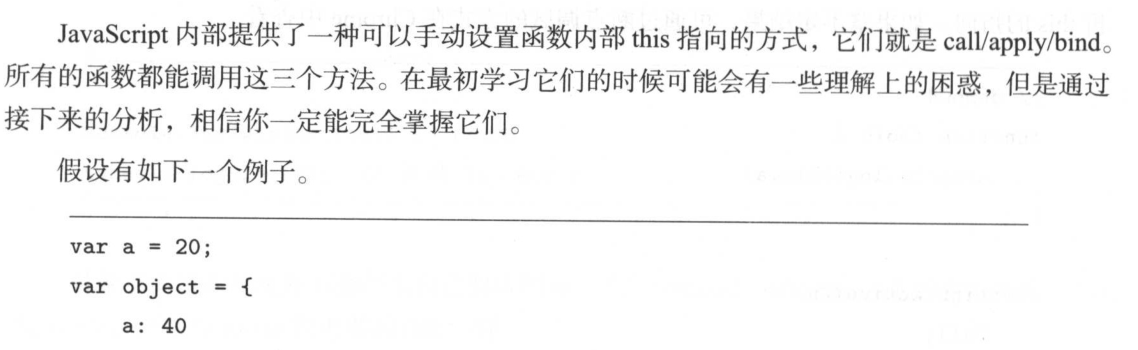 JavaScript 内部提供了一种可以手动设置函数内部 this 指向的方式，它们就是 call/apply/bind。
所有的函数都能调用这三个方法。在最初学习它们的时候可能会有一些理解上的困惑，但是通过
接下来的分析，相信你一定能完全掌握它们。
假设有如下一个例子。
var a = 20;
var object = {
a: 40